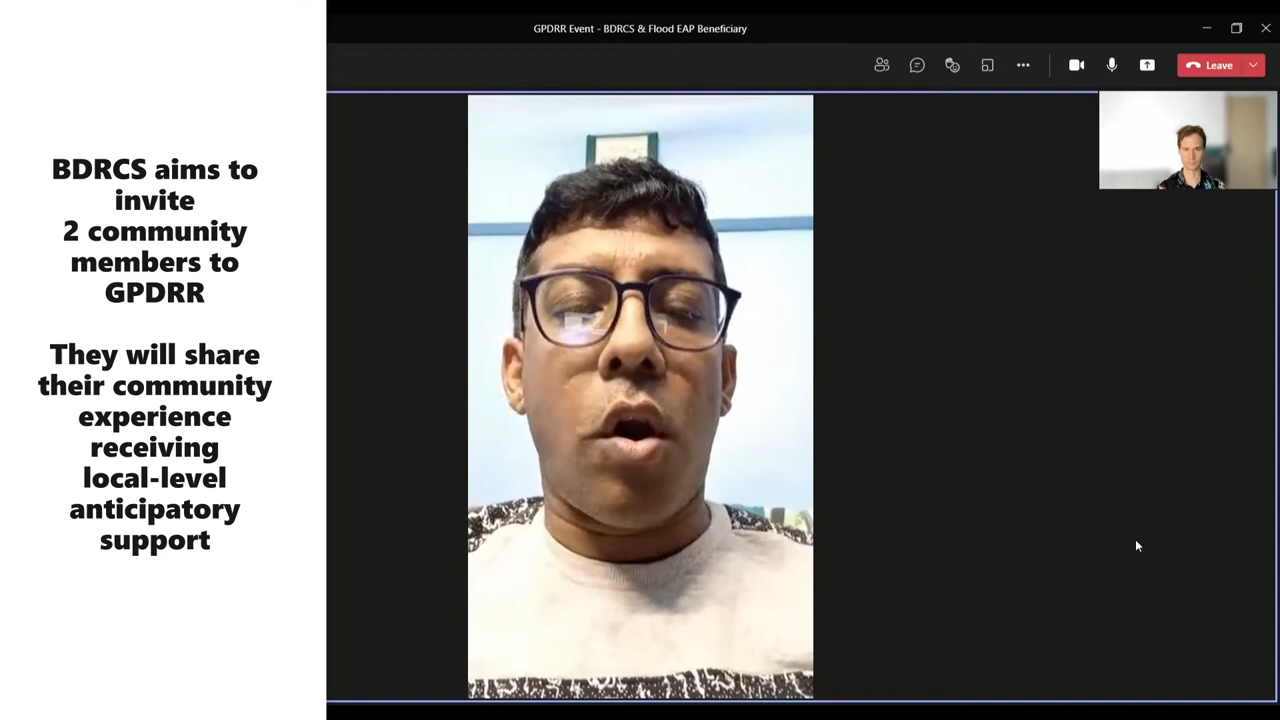 GPDRR Event - BDRCS & Flood EAP Beneficiary
Leave
BDRCS aims to
invite
2 community
members to
GPDRR
They will share
their community
experience
receiving
local-level
anticipatory
support